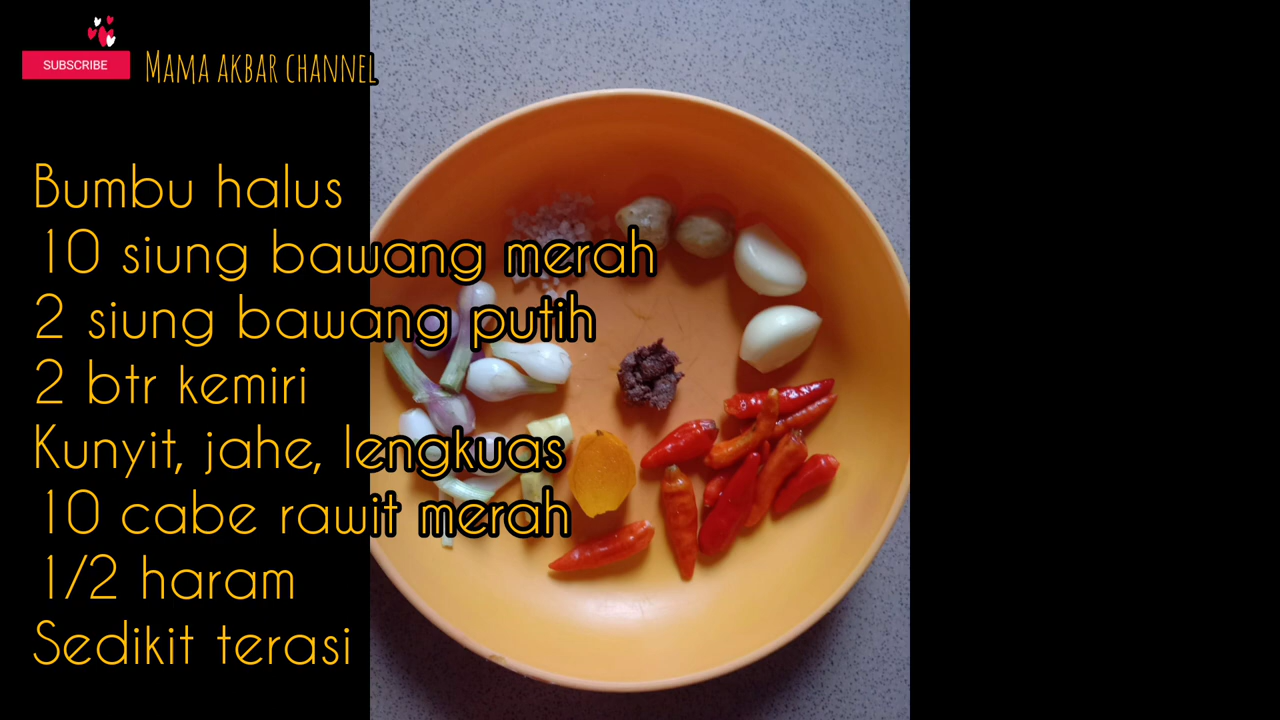 SUBSCRIBE
Mama akbar channel
Bumbu halus
10 siung bawang merah
2 siung bawang putih
2 btr kemiri
Kunyit, jahe, lengkuas
10 cabe rawit merah
1/2 haram
Sedikit terasi